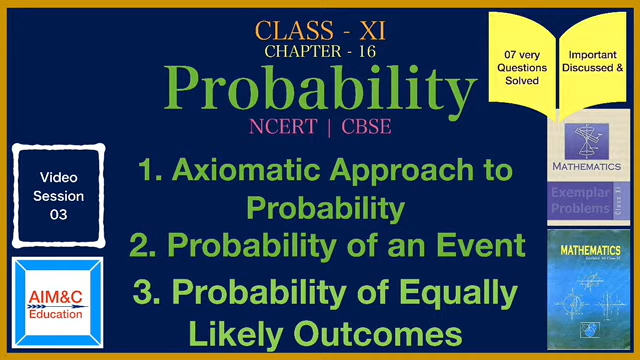 CLASS - XI
CHAPTER - 16
Probability
NCERT | CBSE
07 very
Questions
Solved
Important
Discussed &
Video
Session
03
1. Axiomatic Approach to
Probability
2. Probability of an Event
3. Probability of Equally
Likely Outcomes
AIM&C
Education
MATHEMATICS
Exemplar
Problems
Class XI
MATHEMATICS